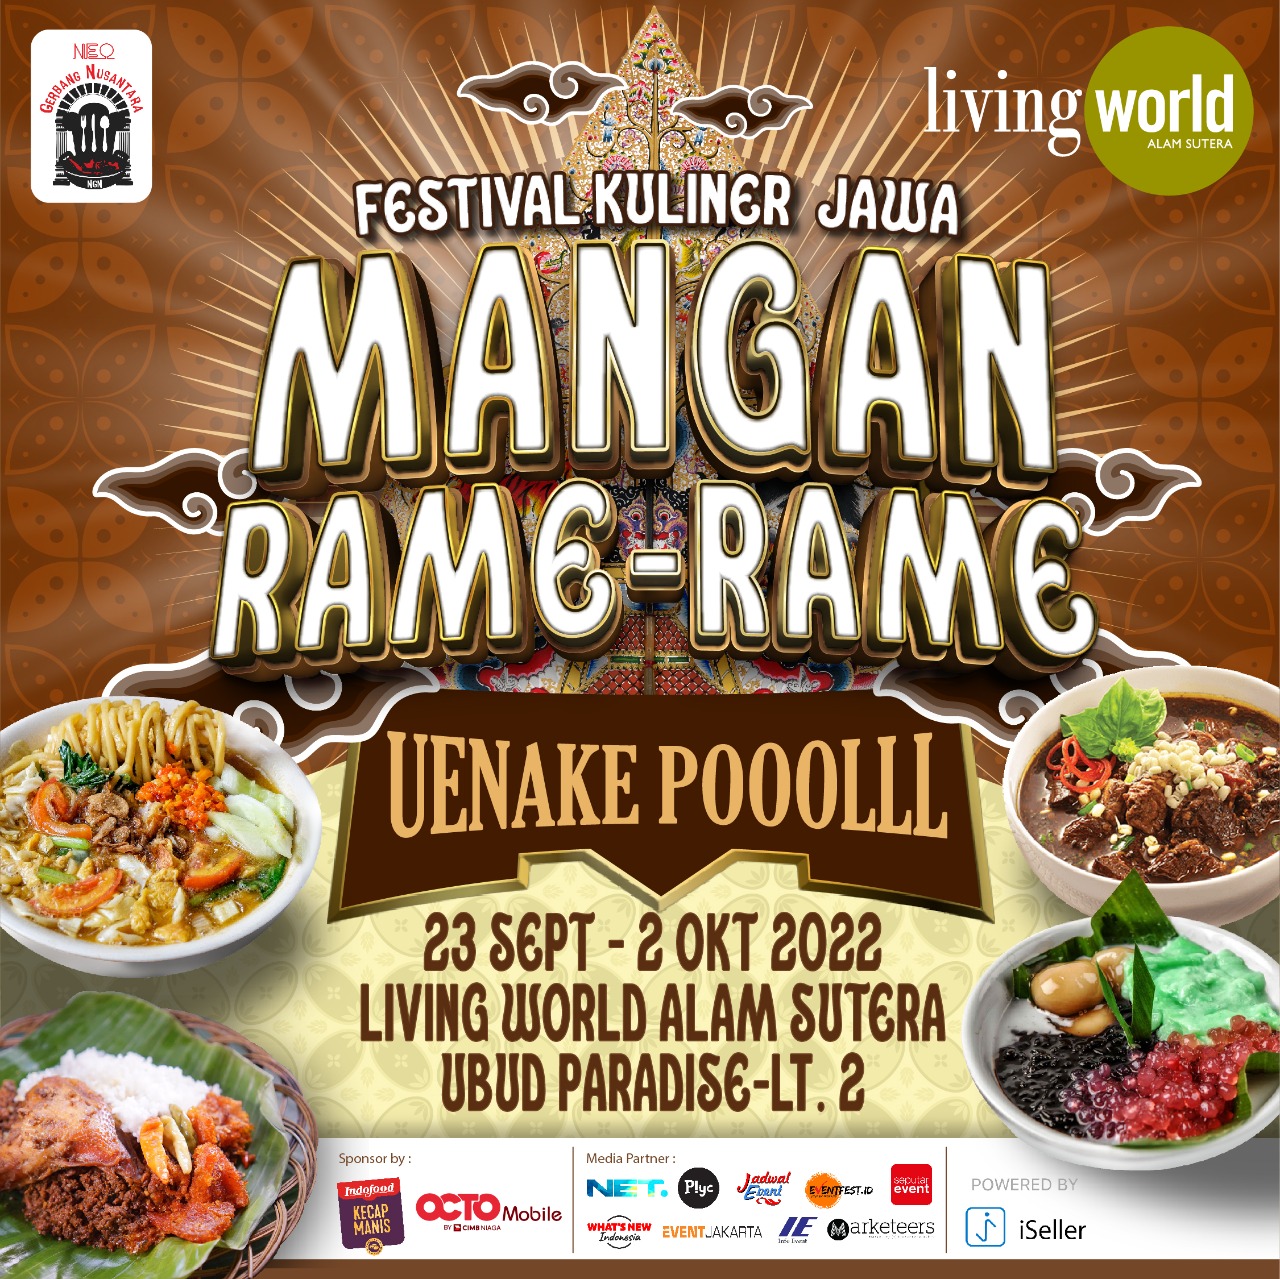 NEO
GERBANG NUSANTARA
NGN
living world
ALAM SUTERA
FESTIVAL KULINER JAWA
MANGAN
RAME-RAME
UENAKE POOOLLL
23 SEPT - 2 OKT 2022
LIVING WORLD ALAM SUTERA
UBUD PARADISE-LT. 2
Sponsor by :
Indofood
KECAP
MANIS
OCTO Mobile
BY CIMB NIAGA
Media Partner :
NET.
Plyc
Jadwal
Event
EVENTFEST.ID
seputar
event
WHAT'S NEW
Indonesia
EVENTJAKARTA
IE
Info Event
Marketeers
POWERED BY
iSeller